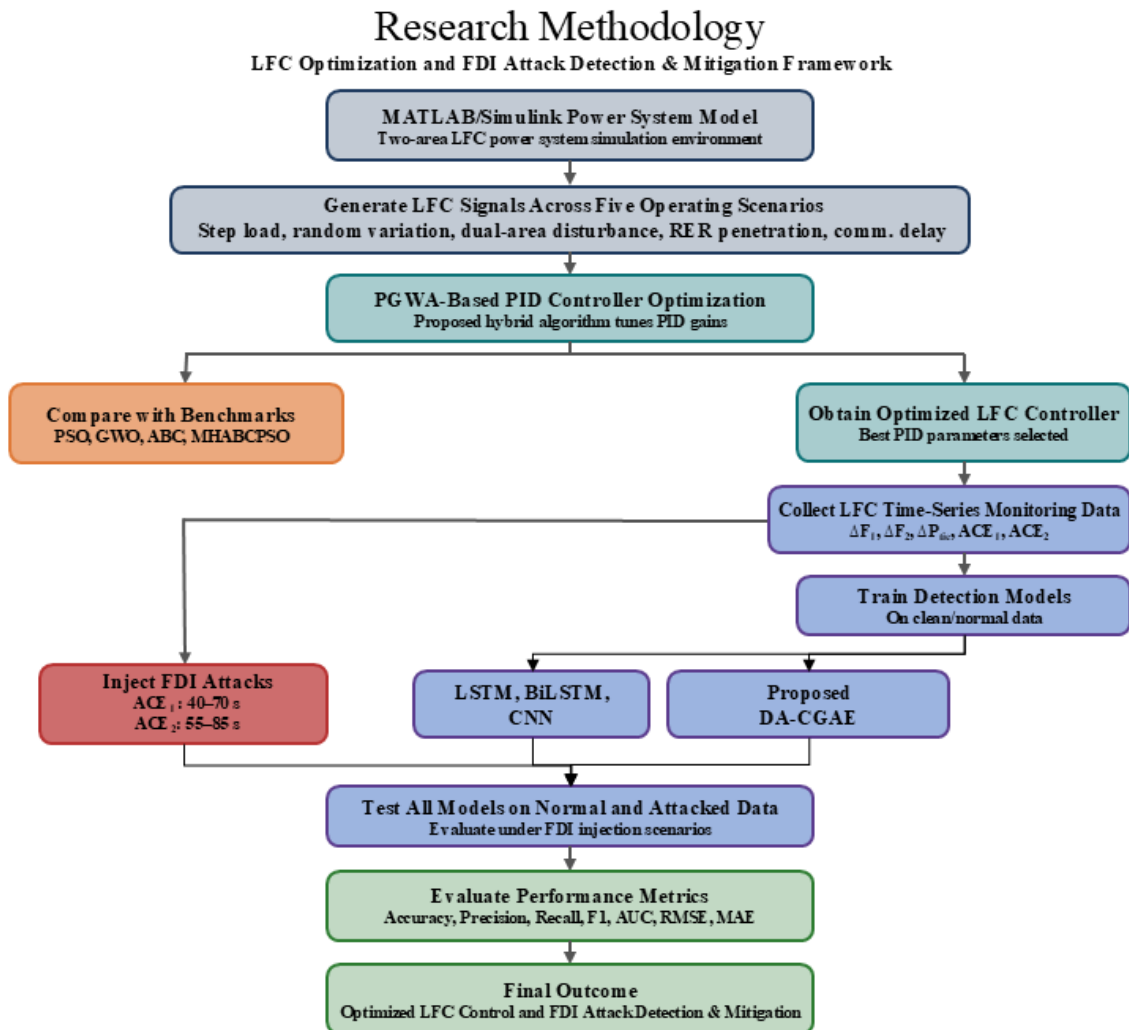 Research Methodology
LFC Optimization and FDI Attack Detection & Mitigation Framework
MATLAB/Simulink Power System Model
Two-area LFC power system simulation environment
Generate LFC Signals Across Five Operating Scenarios
Step load, random variation, dual-area disturbance, RER penetration, comm. delay
PGWA-Based PID Controller Optimization
Proposed hybrid algorithm tunes PID gains
Compare with Benchmarks
PSO, GWO, ABC, MHABCPSO
Obtain Optimized LFC Controller
Best PID parameters selected
Collect LFC Time-Series Monitoring Data
ΔF₁, ΔF₂, ΔP_tie, ACE₁, ACE₂
Train Detection Models
On clean/normal data
Inject FDI Attacks
ACE₁: 40–70 s
ACE₂: 55–85 s
LSTM, BiLSTM,
CNN
Proposed
DA-CGAE
Test All Models on Normal and Attacked Data
Evaluate under FDI injection scenarios
Evaluate Performance Metrics
Accuracy, Precision, Recall, F1, AUC, RMSE, MAE
Final Outcome
Optimized LFC Control and FDI Attack Detection & Mitigation